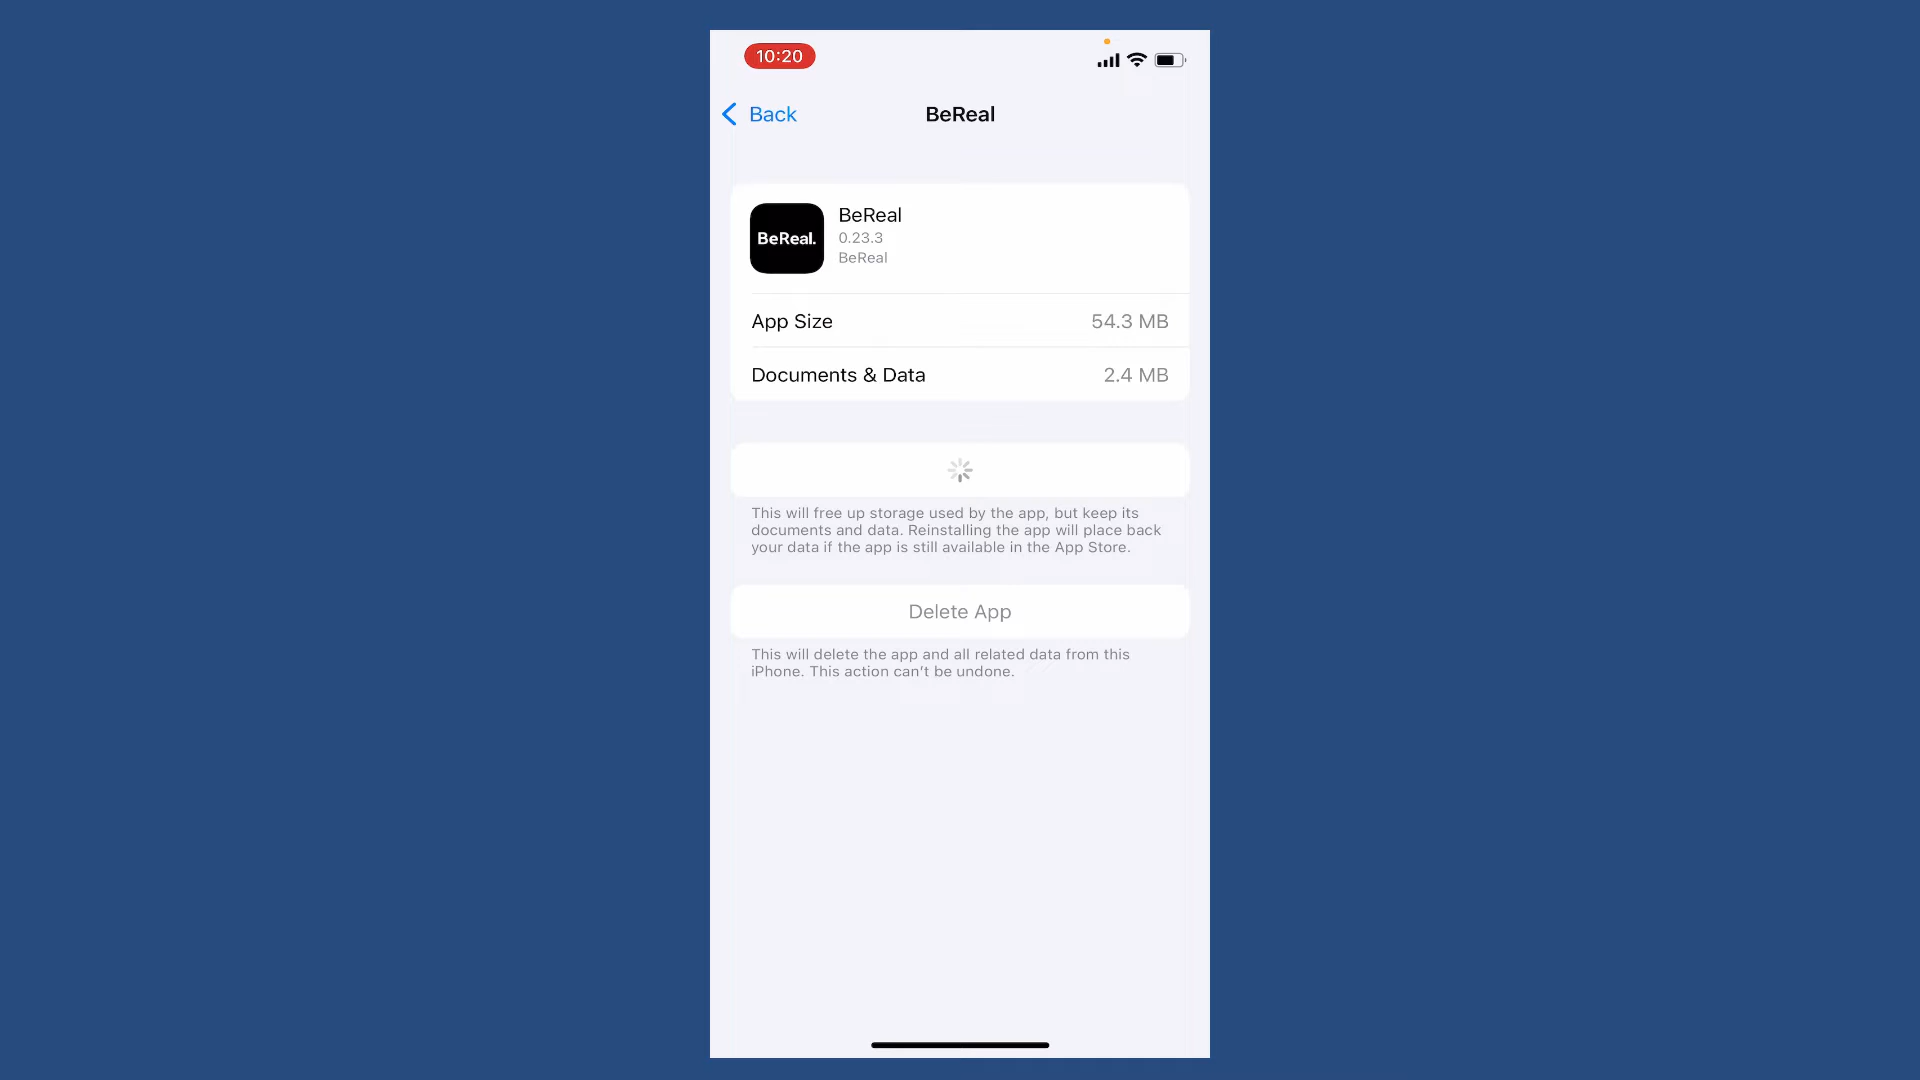 10:20
Back
BeReal
BeReal.
BeReal
0.23.3
BeReal
App Size
54.3 MB
Documents & Data
2.4 MB
This will free up storage used by the app, but keep its
documents and data. Reinstalling the app will place back
your data if the app is still available in the App Store.
Delete App
This will delete the app and all related data from this
iPhone. This action can’t be undone.